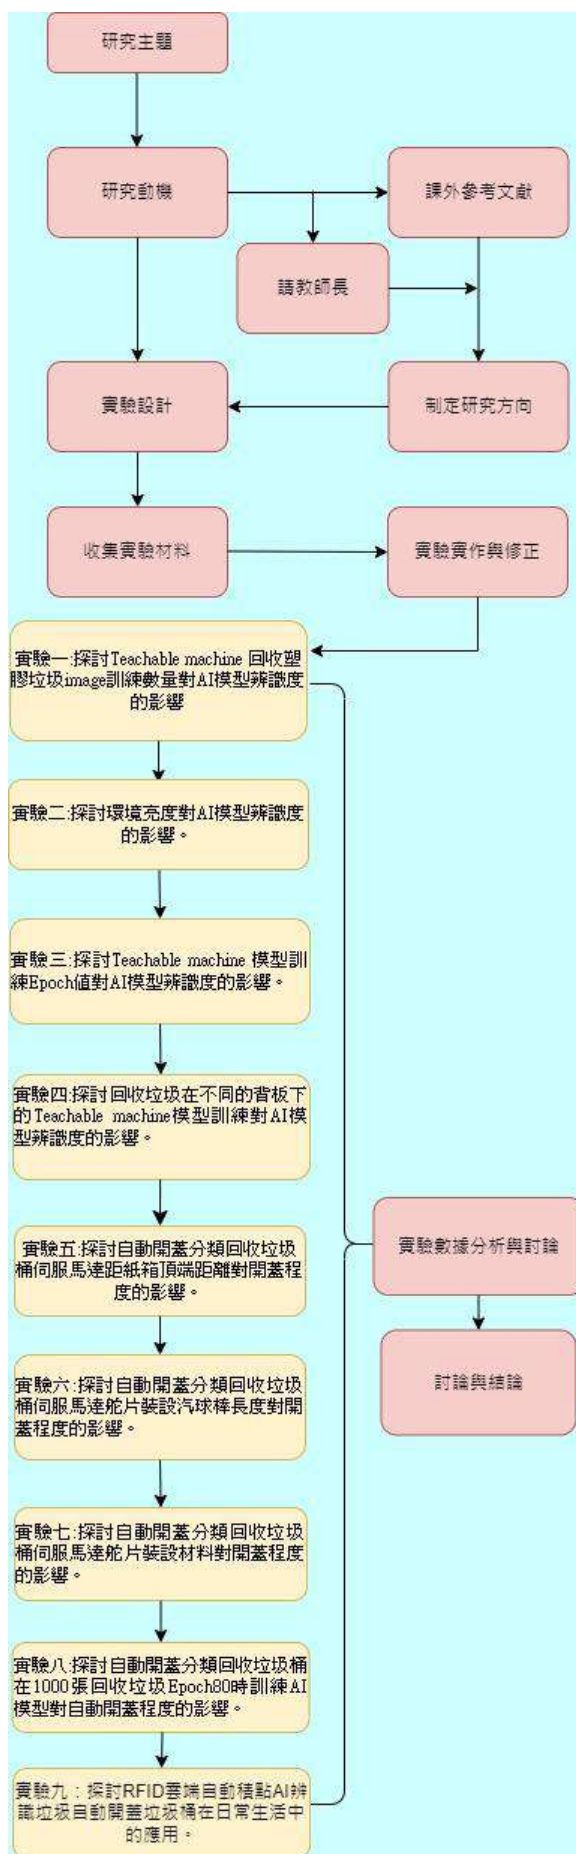 研究主題
研究動機
課外參考文獻
請教師長
實驗設計
制定研究方向
收集實驗材料
實驗實作與修正
實驗一:探討Teachable machine 回收塑
膠垃圾image訓練數量對AI模型辨識度
的影響
實驗二:探討環境亮度對AI模型辨識度
的影響。
實驗三:探討Teachable machine 模型訓
練Epoch值對AI模型辨識度的影響。
實驗四:探討回收垃圾在不同的背板下
的Teachable machine模型訓練對AI模
型辨識度的影響。
實驗五:探討自動開蓋分類回收垃圾
桶伺服馬達距紙箱頂端距離對開蓋程
度的影響。
實驗數據分析與討論
實驗六:探討自動開蓋分類回收垃圾
桶伺服馬達舵片裝設汽球棒長度對開
蓋程度的影響。
討論與結論
實驗七:探討自動開蓋分類回收垃圾
桶伺服馬達舵片裝設材料對開蓋程度
的影響。
實驗八:探討自動開蓋分類回收垃圾桶
在1000張回收垃圾Epoch80時訓練AI
模型對自動開蓋程度的影響。
實驗九：探討RFID雲端自動積點AI辨
識垃圾自動開蓋垃圾桶在日常生活中
的應用。